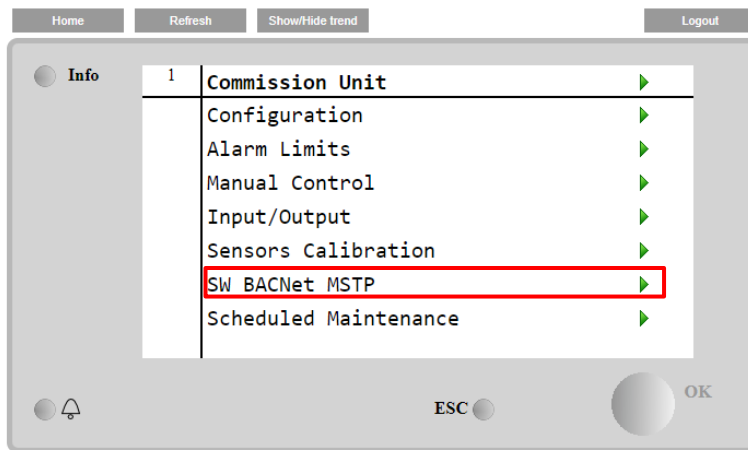 Home Refresh Show/Hide trend Logout
Info
1 Commission Unit
Configuration
Alarm Limits
Manual Control
Input/Output
Sensors Calibration
SW BACNet MSTP
Scheduled Maintenance
ESC OK